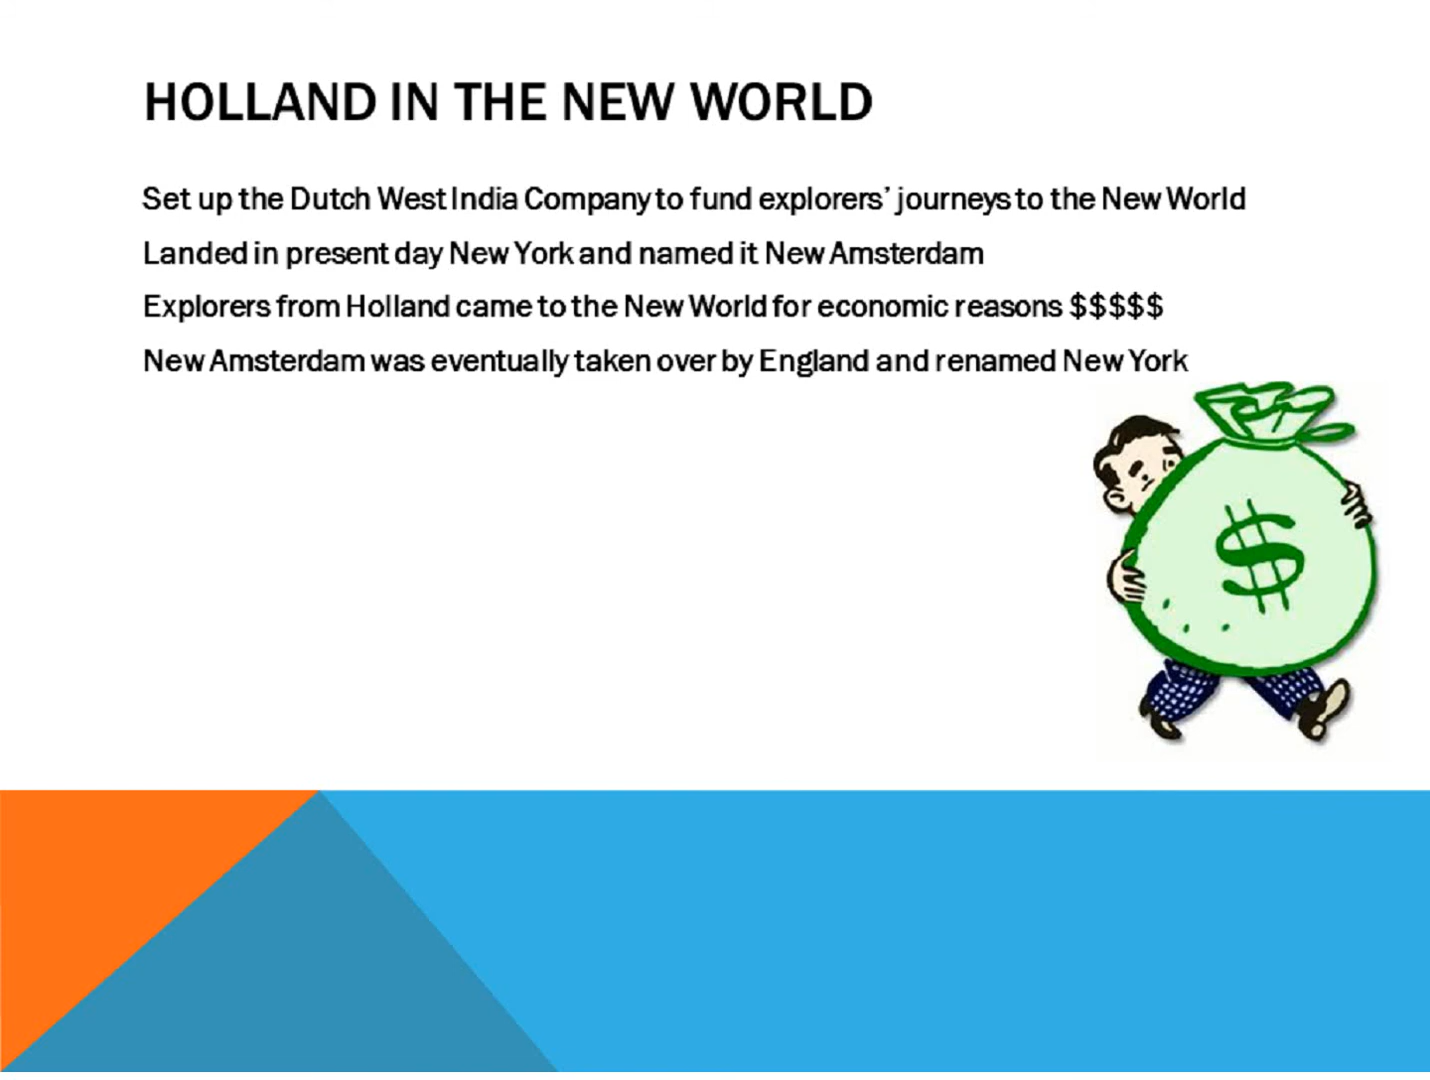 HOLLAND IN THE NEW WORLD
Set up the Dutch West India Company to fund explorers’ journeys to the New World
Landed in present day New York and named it New Amsterdam
Explorers from Holland came to the New World for economic reasons $$$$$
New Amsterdam was eventually taken over by England and renamed New York
$